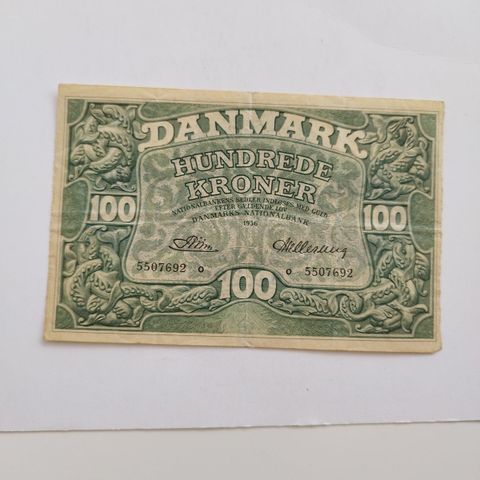 DANMARK
HUNDREDE
KRONER
NATIONALBANKENS SEDLER INDLØSES MED GULD
EFTER GÆLDENDE LOV
DANMARKS NATIONALBANK
1936
100 100
5507692 o o 5507692
100